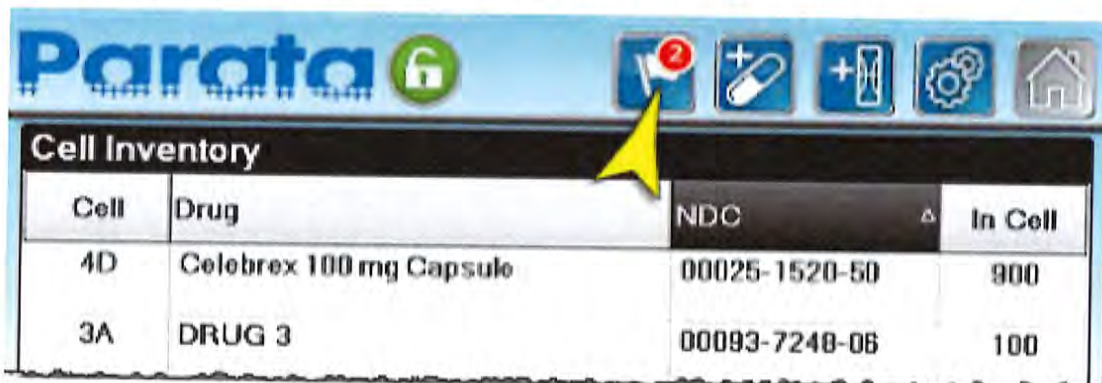 Parata 2
Cell Inventory
Cell Drug NDC In Cell
4D Celebrex 100 mg Capsule 00025-1520-50 900
3A DRUG 3 00093-7248-06 100